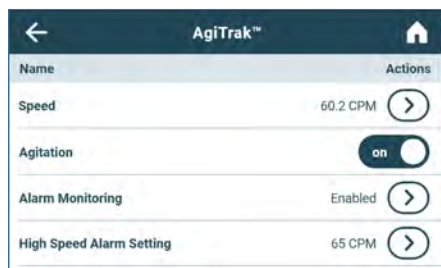 AgiTrak™
Name Actions
Speed 60.2 CPM
Agitation on
Alarm Monitoring Enabled
High Speed Alarm Setting 65 CPM